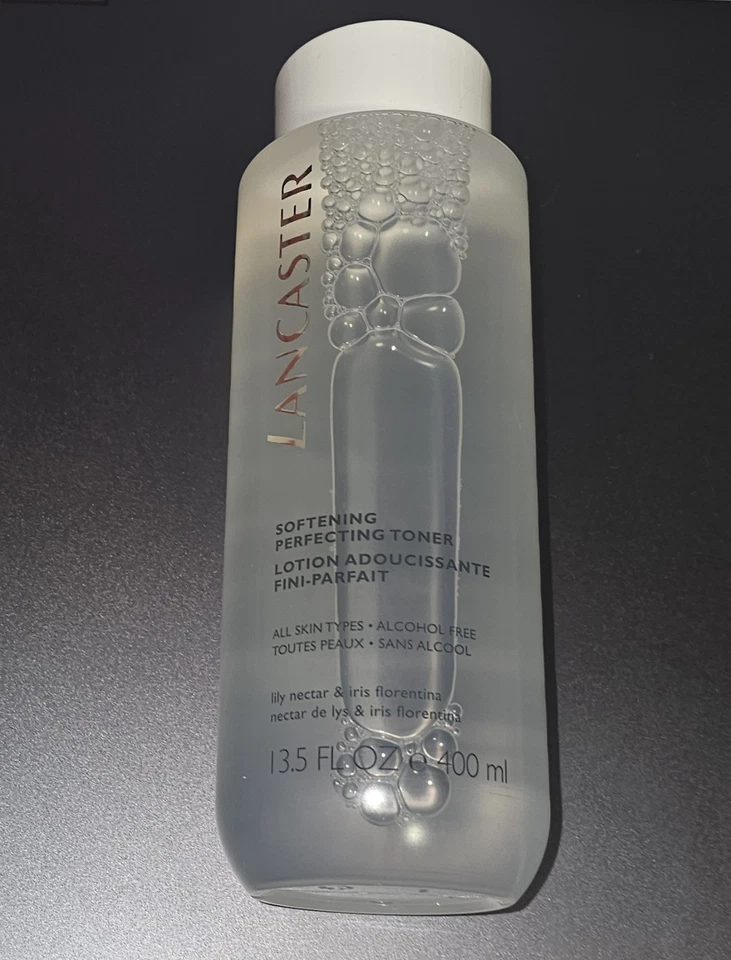 LANCASTER
SOFTENING
PERFECTING TONER
LOTION ADOUCISSANTE
FINI-PARFAIT
ALL SKIN TYPES • ALCOHOL FREE
TOUTES PEAUX • SANS ALCOOL
lily nectar & iris florentina
nectar de lys & iris florentina
13.5 FL OZ ℮ 400 ml